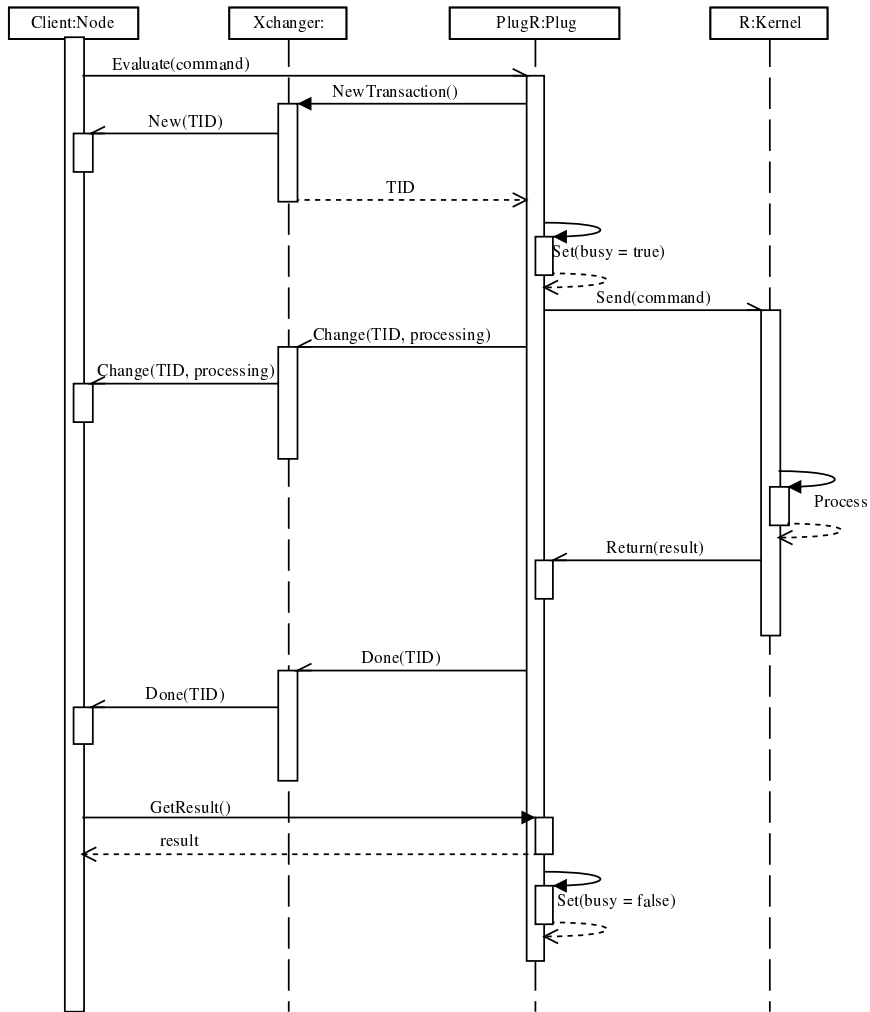 Client:Node
Xchanger:
PlugR:Plug
R:Kernel
Evaluate(command)
NewTransaction()
New(TID)
TID
Set(busy = true)
Send(command)
Change(TID, processing)
Change(TID, processing)
Process
Return(result)
Done(TID)
Done(TID)
GetResult()
result
Set(busy = false)